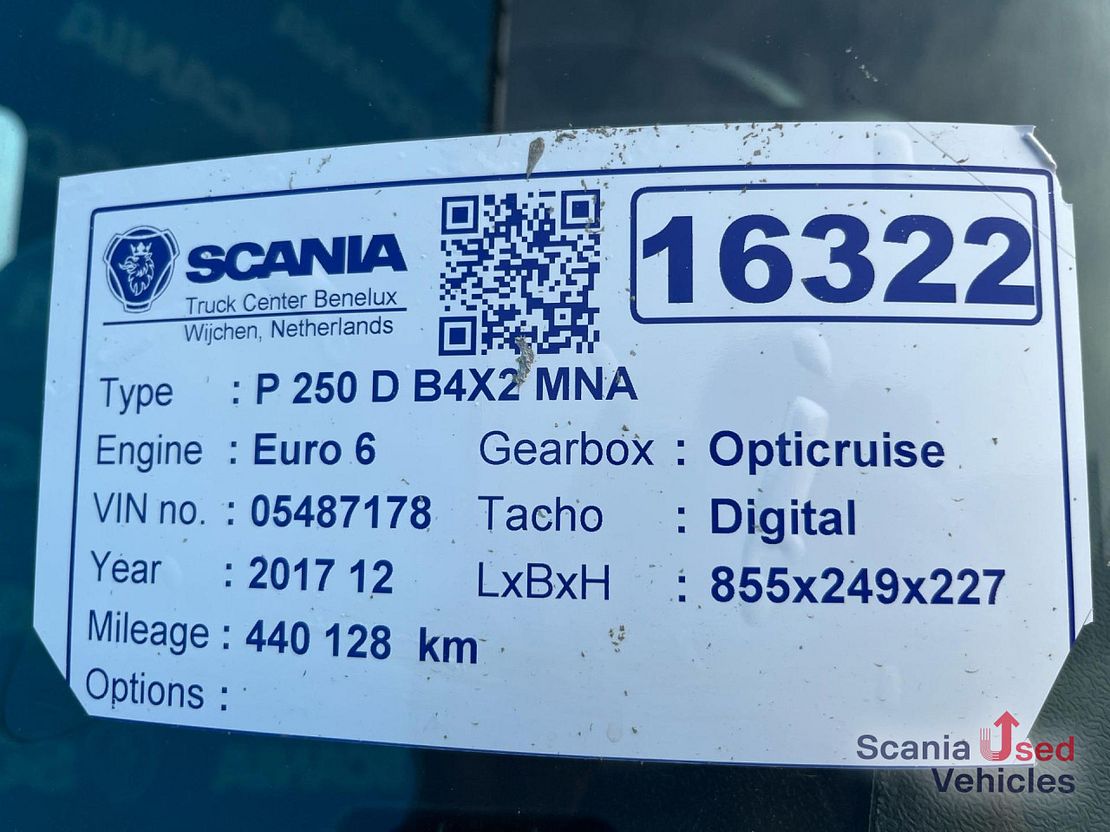 SCANIA
Truck Center Benelux
Wijchen, Netherlands
16322
Type : P 250 D B4X2 MNA
Engine : Euro 6 Gearbox : Opticruise
VIN no. : 05487178 Tacho : Digital
Year : 2017 12 LxBxH : 855x249x227
Mileage : 440 128 km
Options :
Scania Used
Vehicles